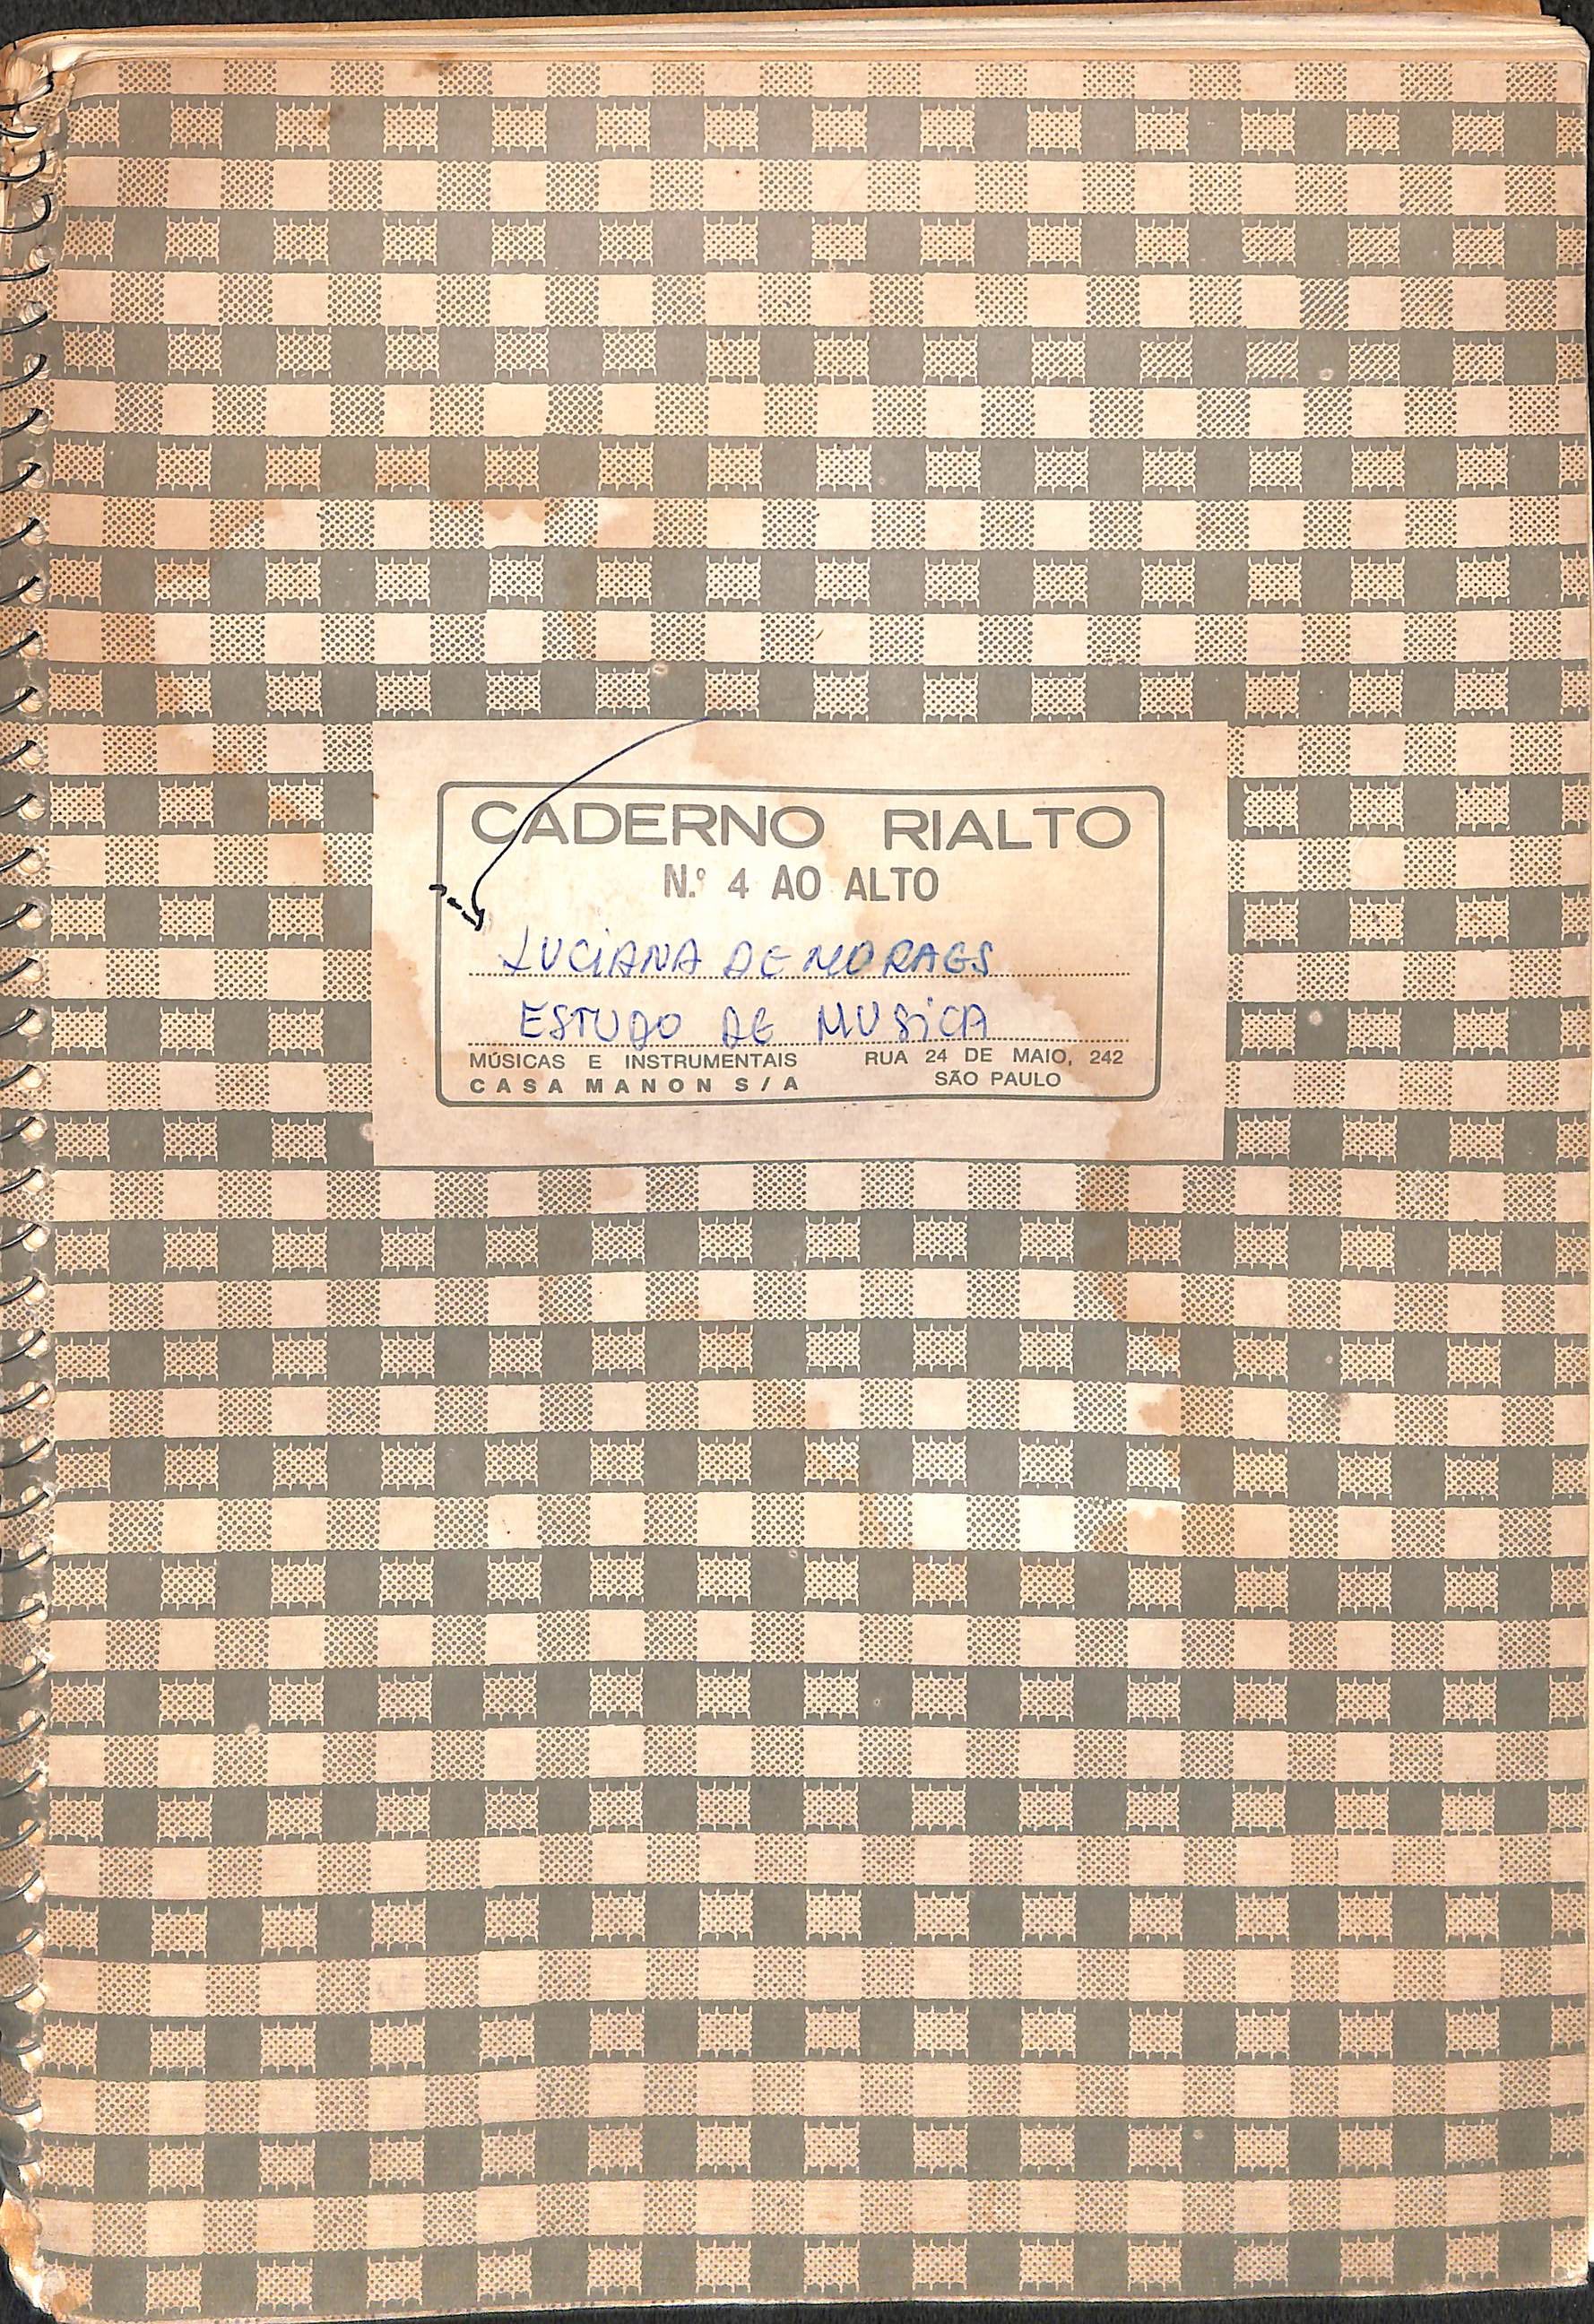 CADERNO RIALTO
N.º 4 AO ALTO
LUCIANA DE MORAES
ESTUDO DE MUSICA
MÚSICAS E INSTRUMENTAIS RUA 24 DE MAIO, 242
CASA MANON S/A SÃO PAULO